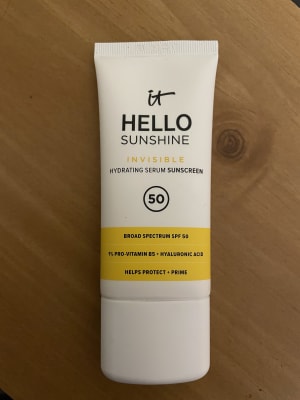 it
HELLO
SUNSHINE
INVISIBLE
HYDRATING SERUM SUNSCREEN
50
BROAD SPECTRUM SPF 50
1% PRO-VITAMIN B5 + HYALURONIC ACID
HELPS PROTECT + PRIME